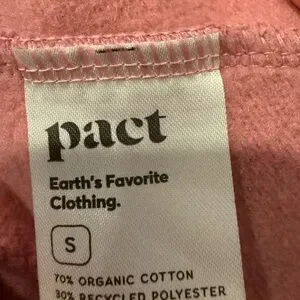 pact
Earth's Favorite
Clothing.
S
70% ORGANIC COTTON
30% RECYCLED POLYESTER